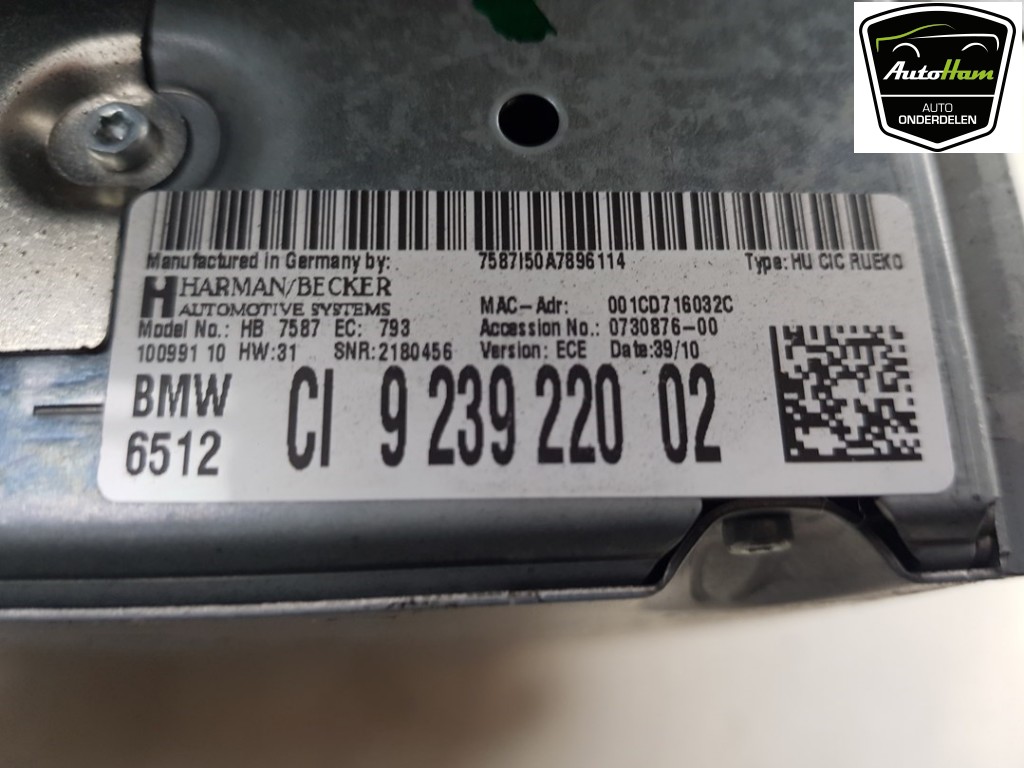 AutoHam
AUTO
ONDERDELEN
Manufactured in Germany by: 7587I50A7896114 Type: HU CIC RUEKO
HARMAN/BECKER
AUTOMOTIVE SYSTEMS
MAC-Adr: 001CD716032C
Model No.: HB 7587 EC: 793 Accession No.: 0730876-00
100991 10 HW:31 SNR:2180456 Version: ECE Date:39/10
BMW CI 9 239 220 02
6512